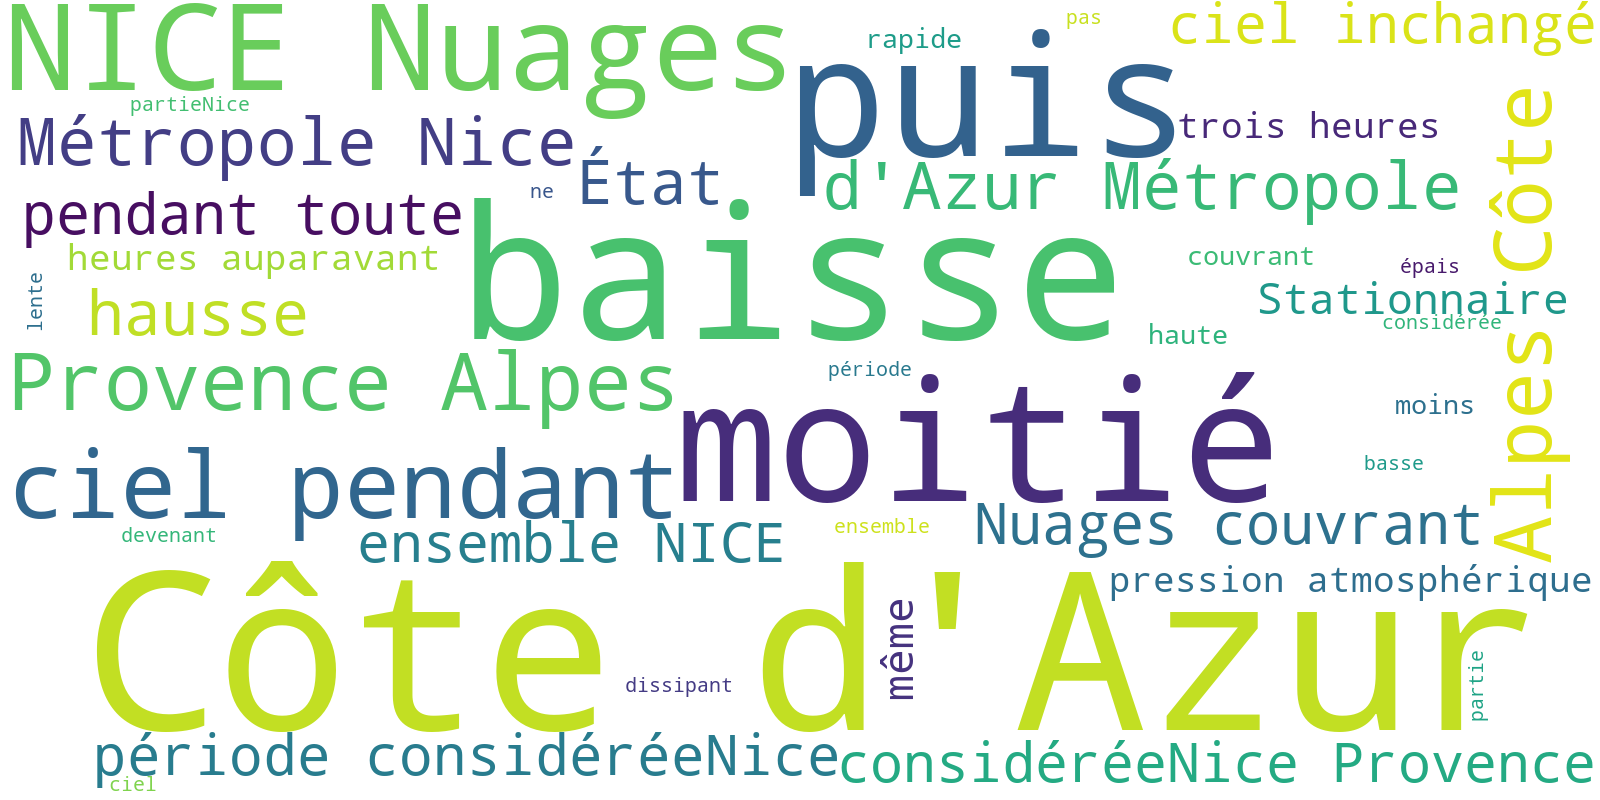 NICE Nuages
puis
rapide
pas
ciel inchangé
partieNice
Métropole Nice
trois heures
État
ne
d'Azur Métropole
pendant toute
baisse
heures auparavant
couvrant
épais
Alpes Côte
lente
hausse
Stationnaire
considérée
haute
Provence Alpes
période
moitié
moins
ciel pendant
basse
devenant
ensemble NICE
ensemble
Nuages couvrant
Côte d'Azur
pression atmosphérique
même
dissipant
partie
période considéréeNice
considéréeNice Provence
ciel